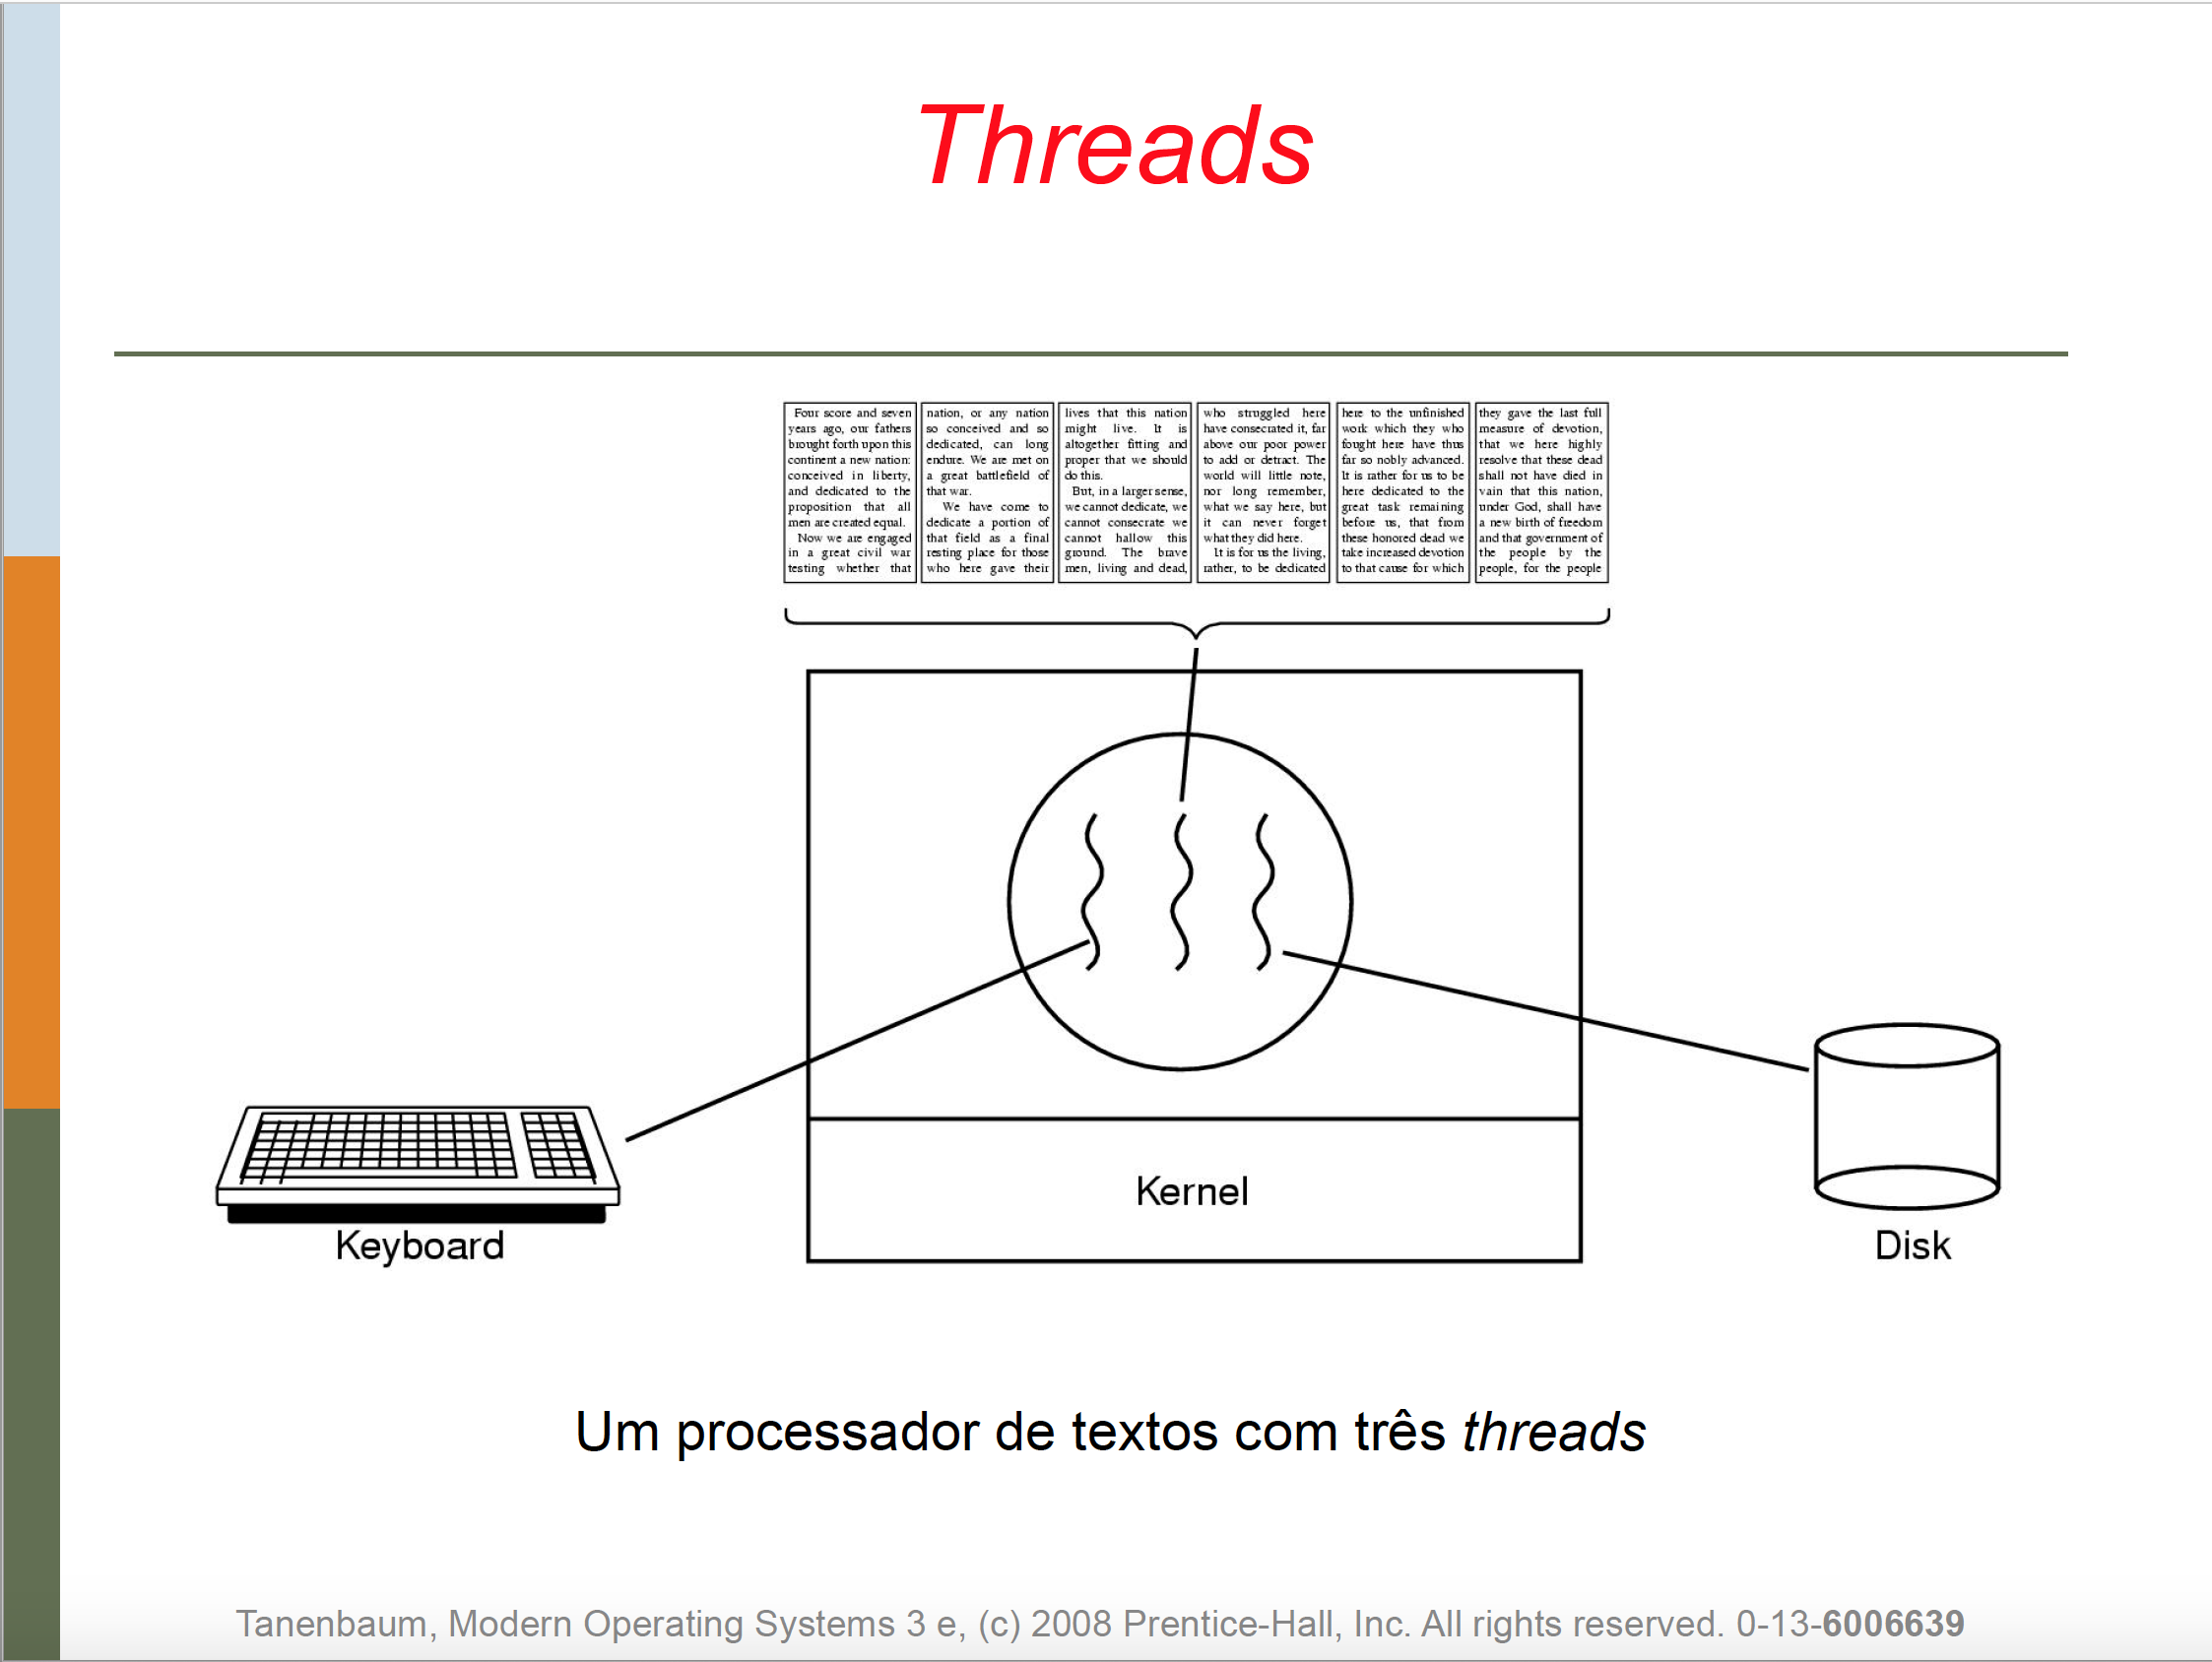 Threads
Four score and seven
years ago, our fathers
brought forth upon this
continent a new nation:
conceived in liberty,
and dedicated to the
proposition that all
men are created equal.
Now we are engaged
in a great civil war
testing whether that
nation, or any nation
so conceived and so
dedicated, can long
endure. We are met on
a great battlefield of
that war.
We have come to
dedicate a portion of
that field as a final
resting place for those
who here gave their
lives that this nation
might live. It is
altogether fitting and
proper that we should
do this.
But, in a larger sense,
we cannot dedicate, we
cannot consecrate we
cannot hallow this
ground. The brave
men, living and dead,
who struggled here
have consecrated it, far
above our poor power
to add or detract. The
world will little note,
nor long remember,
what we say here, but
it can never forget
what they did here.
It is for us the living,
rather, to be dedicated
here to the unfinished
work which they who
fought here have thus
far so nobly advanced.
It is rather for us to be
here dedicated to the
great task remaining
before us, that from
these honored dead we
take increased devotion
to that cause for which
they gave the last full
measure of devotion,
that we here highly
resolve that these dead
shall not have died in
vain that this nation,
under God, shall have
a new birth of freedom
and that government of
the people by the
people, for the people
Kernel
Keyboard
Disk
Um processador de textos com três threads
Tanenbaum, Modern Operating Systems 3 e, (c) 2008 Prentice-Hall, Inc. All rights reserved. 0-13-6006639